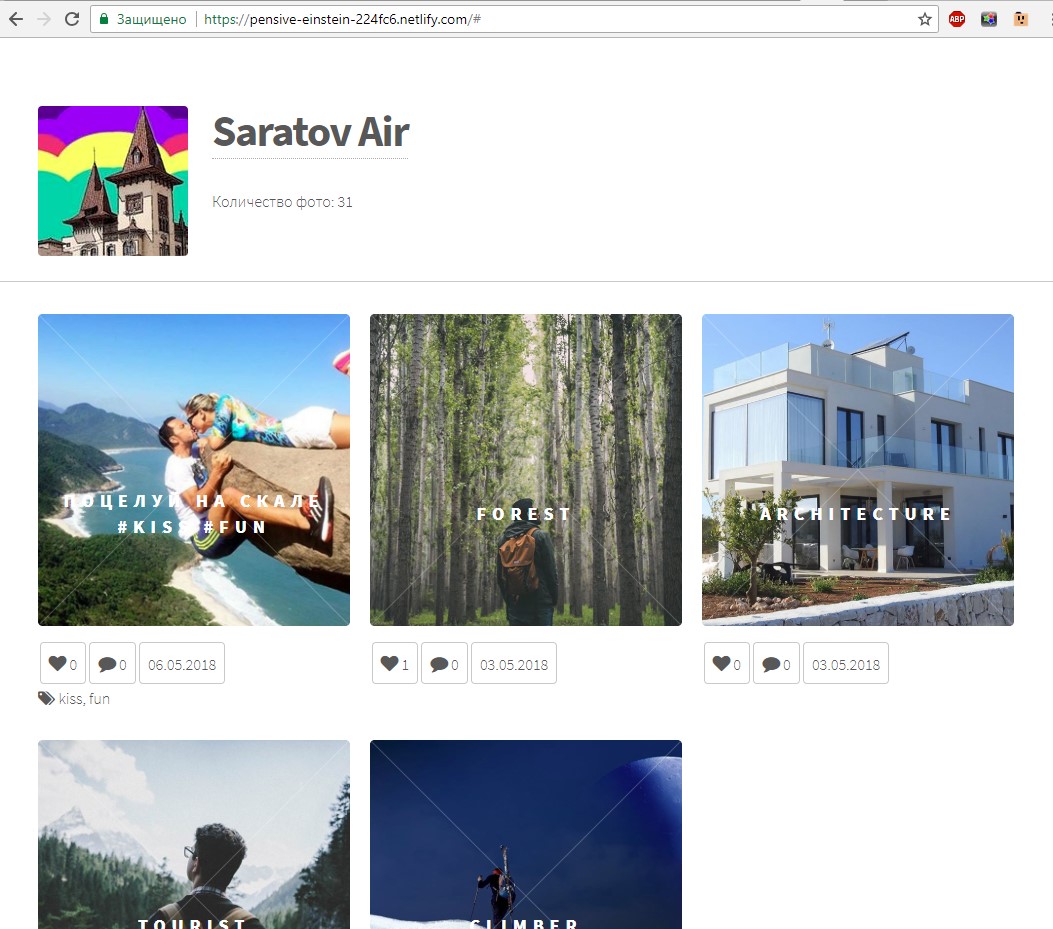 Защищено
https://pensive-einstein-224fc6.netlify.com/#
ABP
Saratov Air
Количество фото: 31
ПОЦЕЛУЙ НА СКАЛЕ
#KISS #FUN
FOREST
ARCHITECTURE
0 0 06.05.2018
1 0 03.05.2018
0 0 03.05.2018
kiss, fun
TOURIST
CLIMBER